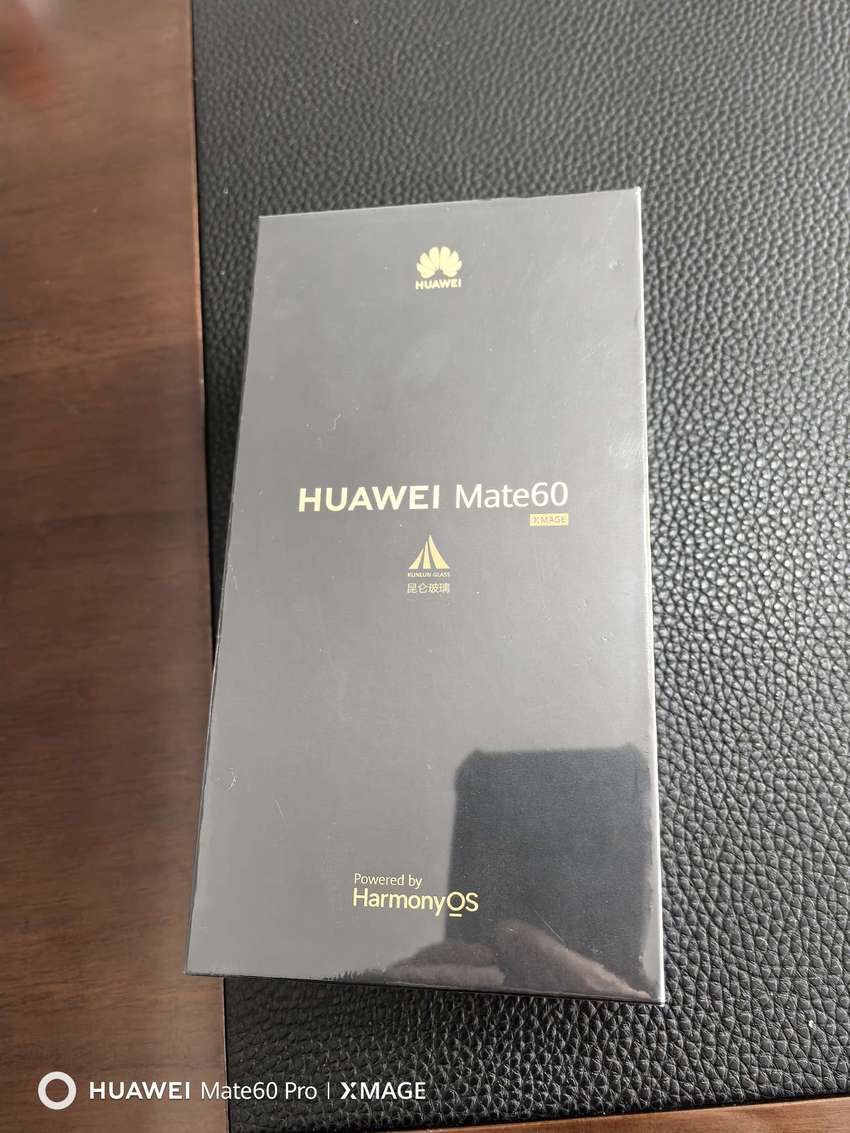 HUAWEI
HUAWEI Mate60
XMAGE
KUNLUN GLASS
昆仑玻璃
Powered by
HarmonyOS
HUAWEI Mate60 Pro | XMAGE